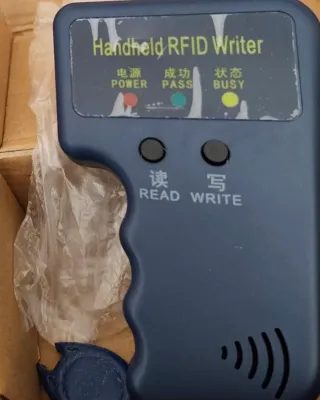 Handheld RFID Writer
电源 成功 状态
POWER PASS BUSY
读 写
READ WRITE